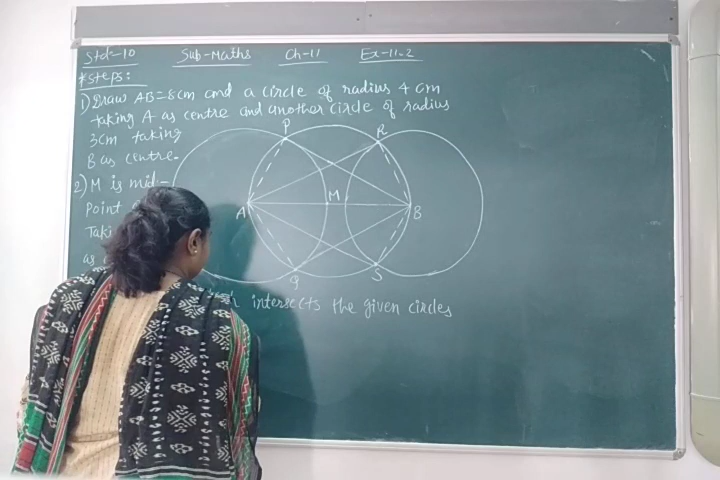 Std-10 Sub-Maths Ch-11 Ex-11.2
*Steps:
1) Draw AB=8cm and a circle of radius 4 cm
taking A as centre and another circle of radius
3cm taking
B as centre.
2) M is mid-
Point
Taki
as
intersects the given circles
P R
A M B
Q S